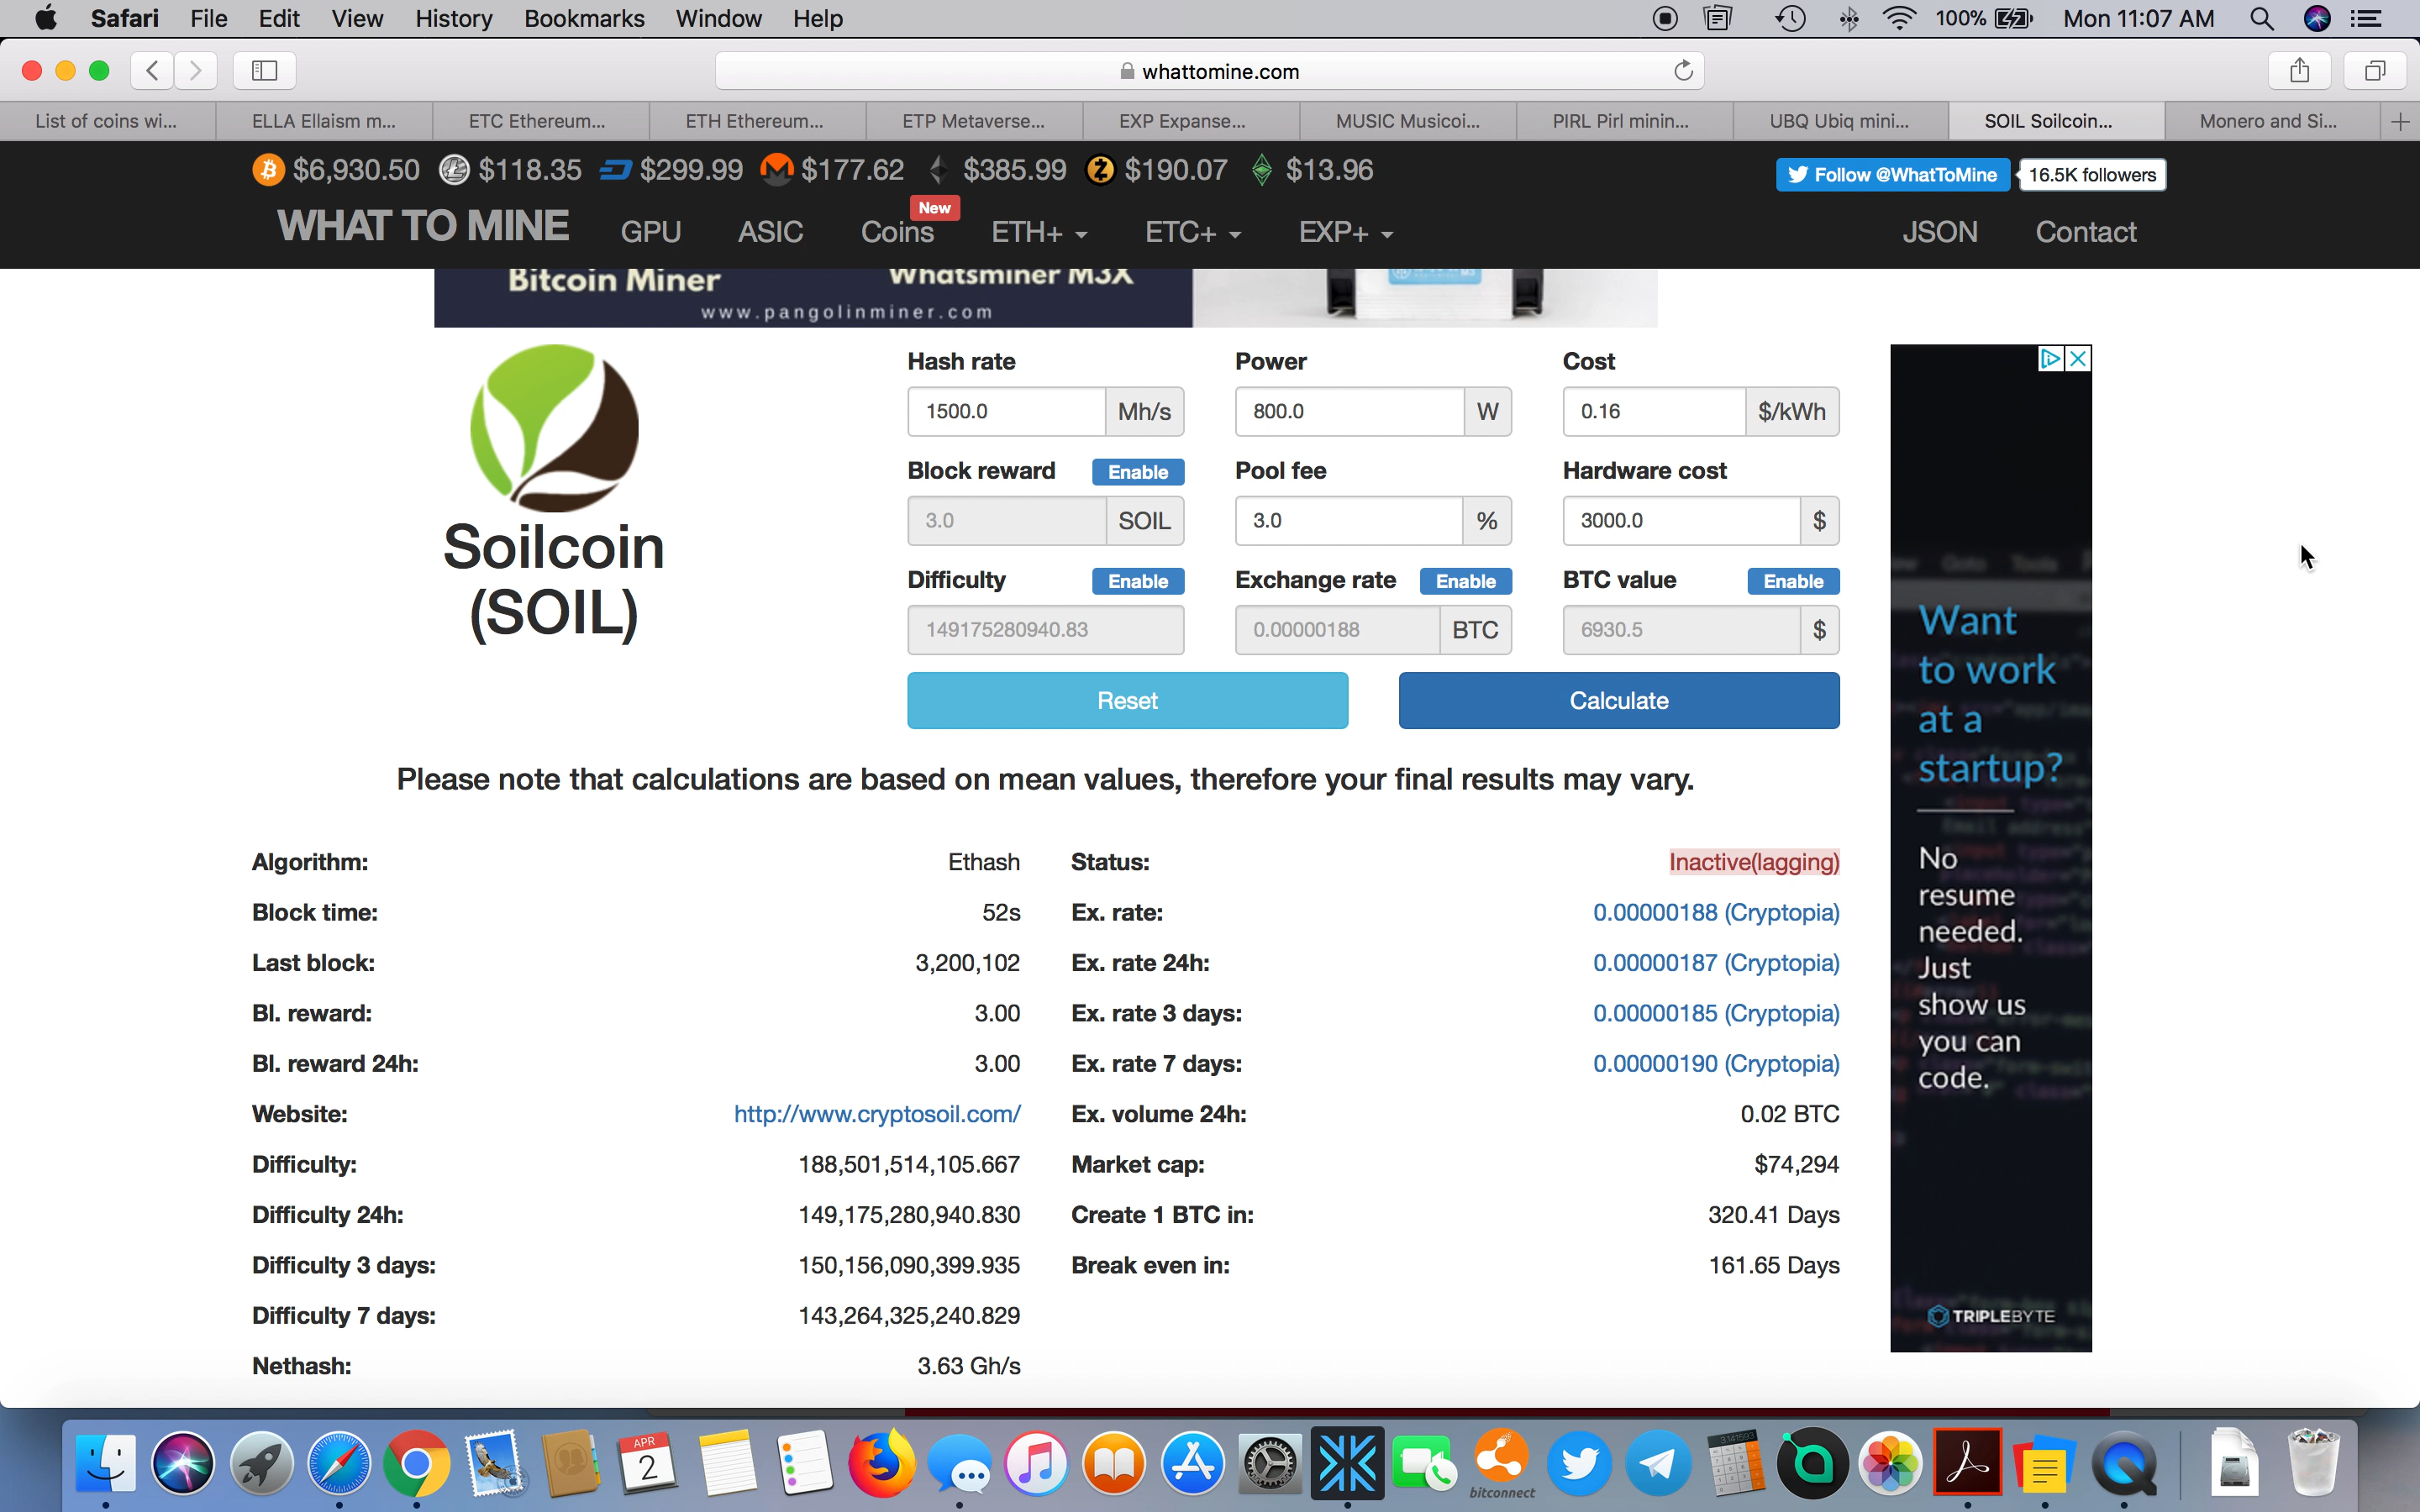 Safari File Edit View History Bookmarks Window Help 100% Mon 11:07 AM
whattomine.com
List of coins wi... ELLA Ellaism m... ETC Ethereum... ETH Ethereum... ETP Metaverse... EXP Expanse... MUSIC Musicoi... PIRL Pirl minin... UBQ Ubiq mini... SOIL Soilcoin... Monero and Si...
$6,930.50 $118.35 $299.99 $177.62 $385.99 $190.07 $13.96 Follow @WhatToMine 16.5K followers
New
WHAT TO MINE GPU ASIC Coins ETH+ ETC+ EXP+ JSON Contact
Bitcoin Miner Whatsminer M3X
www.pangolinminer.com
Soilcoin
(SOIL)
Hash rate Power Cost
1500.0 Mh/s 800.0 W 0.16 $/kWh
Block reward Enable Pool fee Hardware cost
3.0 SOIL 3.0 % 3000.0 $
Difficulty Enable Exchange rate Enable BTC value Enable
149175280940.83 0.00000188 BTC 6930.5 $
Reset Calculate
Please note that calculations are based on mean values, therefore your final results may vary.
Algorithm: Ethash Status: Inactive(lagging)
Block time: 52s Ex. rate: 0.00000188 (Cryptopia)
Last block: 3,200,102 Ex. rate 24h: 0.00000187 (Cryptopia)
Bl. reward: 3.00 Ex. rate 3 days: 0.00000185 (Cryptopia)
Bl. reward 24h: 3.00 Ex. rate 7 days: 0.00000190 (Cryptopia)
Website: http://www.cryptosoil.com/ Ex. volume 24h: 0.02 BTC
Difficulty: 188,501,514,105.667 Market cap: $74,294
Difficulty 24h: 149,175,280,940.830 Create 1 BTC in: 320.41 Days
Difficulty 3 days: 150,156,090,399.935 Break even in: 161.65 Days
Difficulty 7 days: 143,264,325,240.829
Nethash: 3.63 Gh/s
Want
to work
at a
startup?
No
resume
needed.
Just
show us
you can
code.
TRIPLEBYTE
APR
2
3.141593
bitconnect